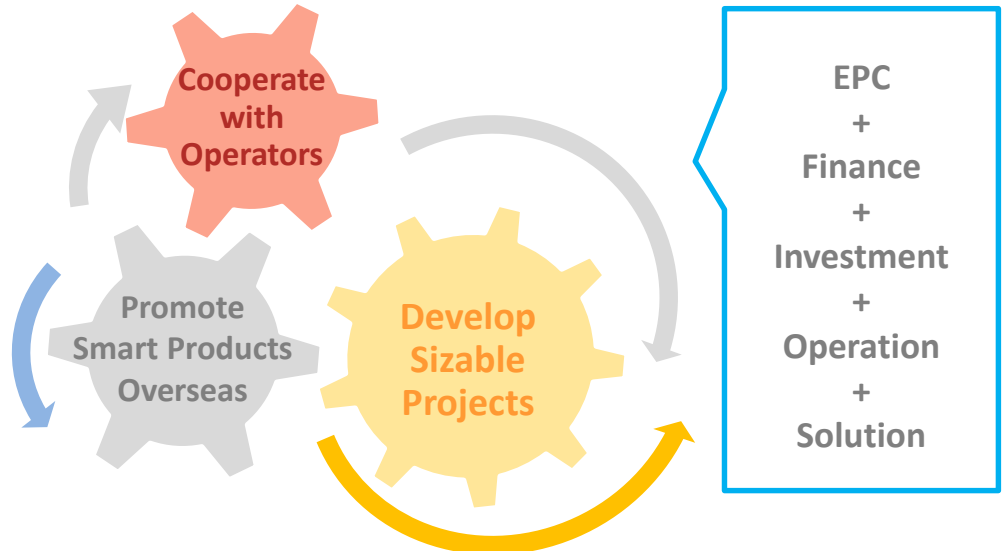 Cooperate
with
Operators
Promote
Smart Products
Overseas
Develop
Sizable
Projects
EPC
+
Finance
+
Investment
+
Operation
+
Solution